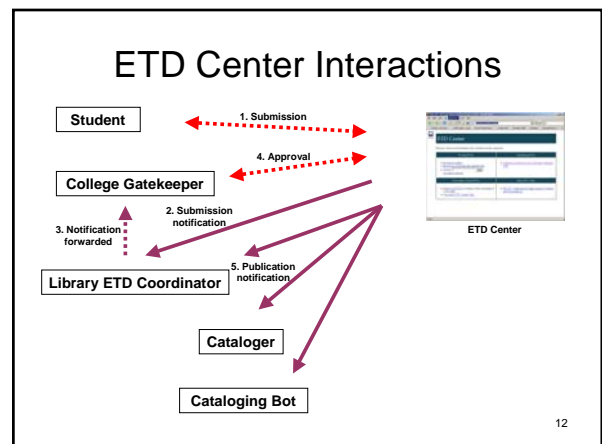 ETD Center Interactions
Student
1. Submission
4. Approval
College Gatekeeper
2. Submission
notification
3. Notification
forwarded
ETD Center
Library ETD Coordinator
5. Publication
notification
Cataloger
Cataloging Bot
12